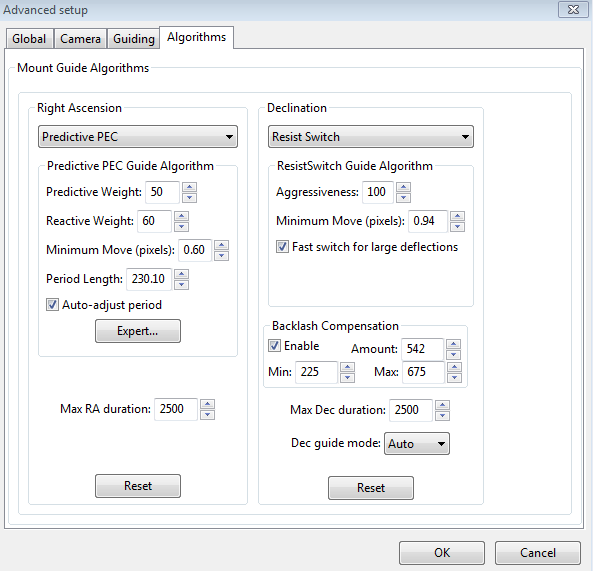 Advanced setup
Global Camera Guiding Algorithms
Mount Guide Algorithms
Right Ascension
Predictive PEC
Predictive PEC Guide Algorithm
Predictive Weight: 50
Reactive Weight: 60
Minimum Move (pixels): 0.60
Period Length: 230.10
Auto-adjust period
Expert...
Max RA duration: 2500
Reset
Declination
Resist Switch
ResistSwitch Guide Algorithm
Aggressiveness: 100
Minimum Move (pixels): 0.94
Fast switch for large deflections
Backlash Compensation
Enable Amount: 542
Min: 225 Max: 675
Max Dec duration: 2500
Dec guide mode: Auto
Reset
OK Cancel